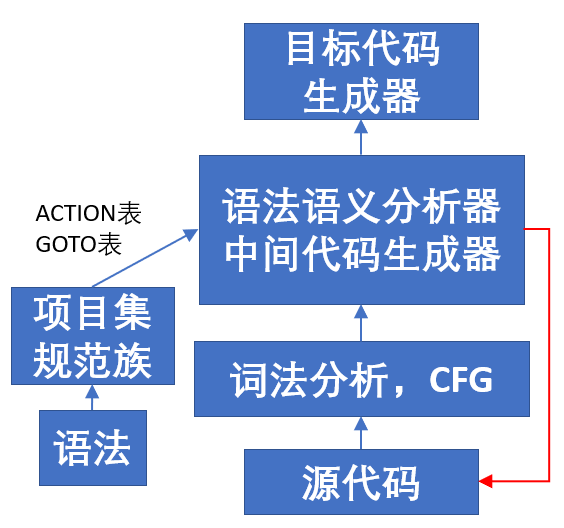 目标代码
生成器
语法语义分析器
中间代码生成器
ACTION表
GOTO表
项目集
规范族
词法分析，CFG
语法
源代码